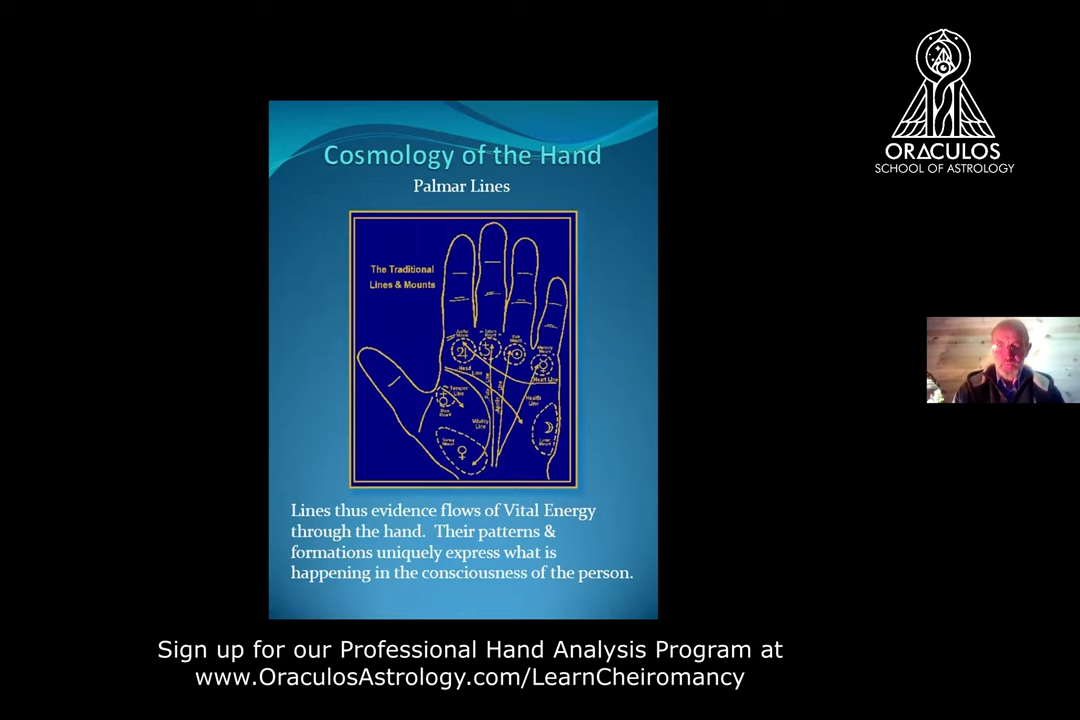 ORACULOS
SCHOOL OF ASTROLOGY
Cosmology of the Hand
Palmar Lines
The Traditional
Lines & Mounts
Head
Line
Heart Line
Health
Line
Temper
Line
Vitality
Line
Lines thus evidence flows of Vital Energy
through the hand. Their patterns &
formations uniquely express what is
happening in the consciousness of the person.
Sign up for our Professional Hand Analysis Program at
www.OraculosAstrology.com/LearnCheiromancy